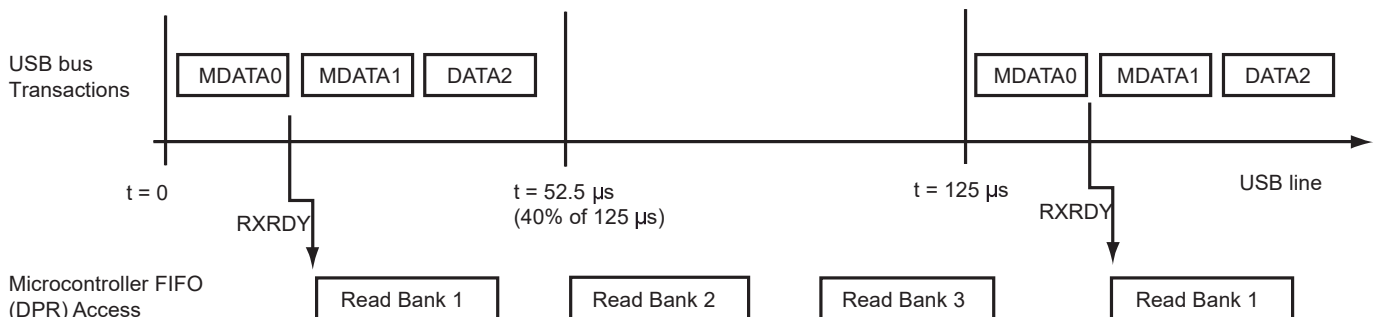 USB bus
Transactions
MDATA0 MDATA1 DATA2 MDATA0 MDATA1 DATA2
t = 0
t = 52.5 µs
(40% of 125 µs)
t = 125 µs
USB line
RXRDY
RXRDY
Microcontroller FIFO
(DPR) Access
Read Bank 1 Read Bank 2 Read Bank 3 Read Bank 1